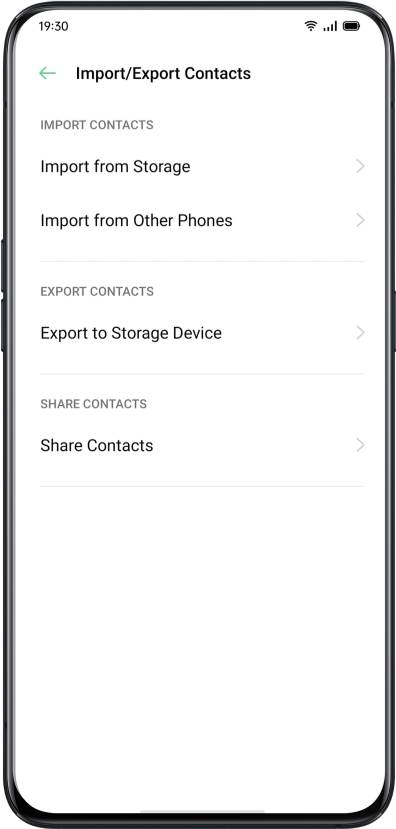 19:30
Import/Export Contacts
IMPORT CONTACTS
Import from Storage
Import from Other Phones
EXPORT CONTACTS
Export to Storage Device
SHARE CONTACTS
Share Contacts